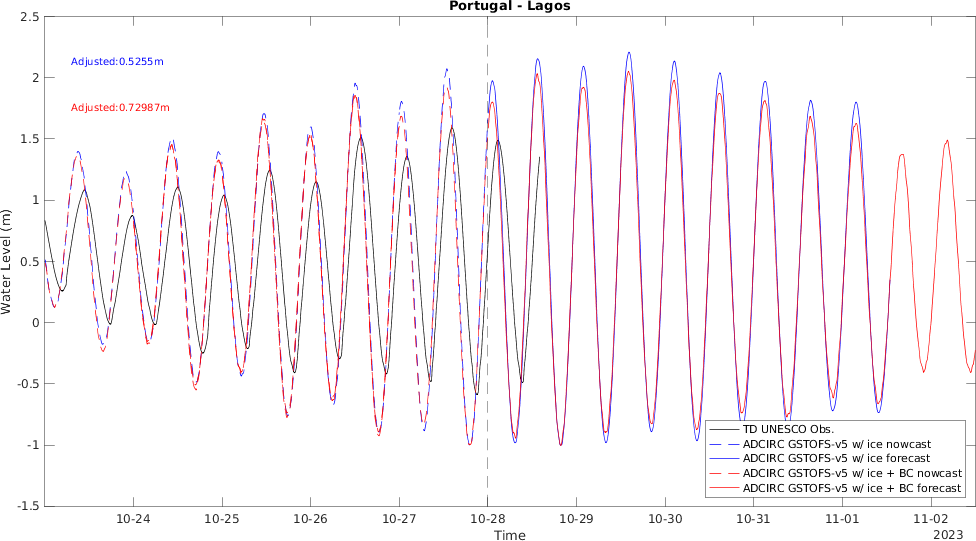 Portugal - Lagos
Adjusted:0.5255m
Adjusted:0.72987m
2.5
2
1.5
1
0.5
0
-0.5
-1
-1.5
Water Level (m)
TD UNESCO Obs.
ADCIRC GSTOFS-v5 w/ ice nowcast
ADCIRC GSTOFS-v5 w/ ice forecast
ADCIRC GSTOFS-v5 w/ ice + BC nowcast
ADCIRC GSTOFS-v5 w/ ice + BC forecast
10-24 10-25 10-26 10-27 10-28 10-29 10-30 10-31 11-01 11-02
Time
2023